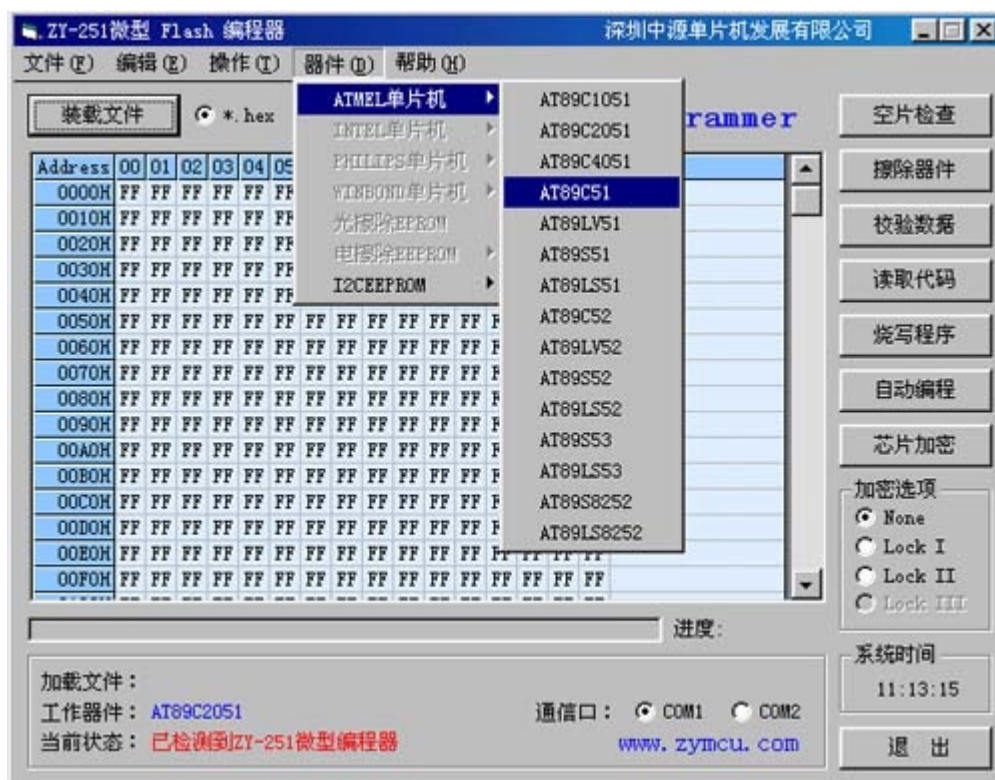 ZY-251微型 Flash 编程器 深圳中源单片机发展有限公司
文件(F) 编辑(E) 操作(T) 器件(D) 帮助(H)
装载文件 *.hex rammer
ATMEL单片机
INTEL单片机
PHILIPS单片机
WINBOND单片机
光擦除EPROM
电擦除EEPROM
I2CEEPROM
AT89C1051
AT89C2051
AT89C4051
AT89C51
AT89LV51
AT89S51
AT89LS51
AT89C52
AT89LV52
AT89S52
AT89LS52
AT89S53
AT89LS53
AT89S8252
AT89LS8252
Address 00 01 02 03 04 05
0000H FF FF FF FF FF FF
0010H FF FF FF FF FF FF
0020H FF FF FF FF FF FF
0030H FF FF FF FF FF FF
0040H FF FF FF FF FF FF
0050H FF FF FF FF FF FF FF FF FF FF FF FF F
0060H FF FF FF FF FF FF FF FF FF FF FF FF F
0070H FF FF FF FF FF FF FF FF FF FF FF FF F
0080H FF FF FF FF FF FF FF FF FF FF FF FF F
0090H FF FF FF FF FF FF FF FF FF FF FF FF F
00A0H FF FF FF FF FF FF FF FF FF FF FF FF F
00B0H FF FF FF FF FF FF FF FF FF FF FF FF F
00C0H FF FF FF FF FF FF FF FF FF FF FF FF F
00D0H FF FF FF FF FF FF FF FF FF FF FF FF F
00E0H FF FF FF FF FF FF FF FF FF FF FF FF FF FF FF FF
00F0H FF FF FF FF FF FF FF FF FF FF FF FF FF FF FF FF
空片检查
擦除器件
校验数据
读取代码
烧写程序
自动编程
芯片加密
加密选项
None
Lock I
Lock II
Lock III
进度:
系统时间
11:13:15
加载文件：
工作器件： AT89C2051 通信口： COM1 COM2
当前状态： 已检测到ZY-251微型编程器 www.zymcu.com
退 出